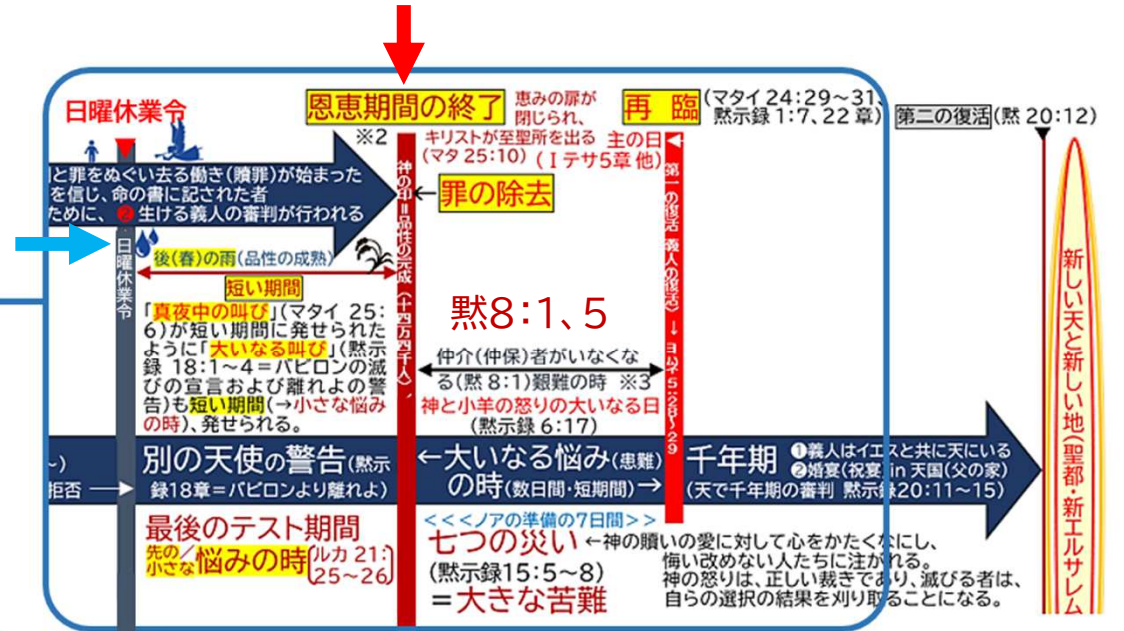 日曜休業令
恩恵期間の終了
※2
恵みの扉が
閉じられ、
キリストが至聖所を出る
(マタ 25:10)
再 臨
(マタイ 24:29～31、
黙示録 1:7、22 章)
主の日
(Ⅰテサ5章 他)
第二の復活(黙 20:12)
と罪をぬぐい去る働き(贖罪)が始まった
を信じ、命の書に記された者
ために、❷生ける義人の審判が行われる
←罪の除去
日曜休業令
後(春)の雨(品性の成熟)
短い期間
「真夜中の叫び」(マタイ 25:
6)が短い期間に発せられた
ように「大いなる叫び」(黙示
録 18:1～4=バビロンの滅
びの宣言および離れよの警
告)も短い期間(→小さな悩み
の時)、発せられる。
神の印=品性の完成(十四万四千人)、
黙8:1、5
仲介(仲保)者がいなくな
る(黙 8:1)艱難の時 ※3
神と小羊の怒りの大いなる日
(黙示録 6:17)
第一の復活 義人の復活)→ヨハネ5:28～29
～)
拒否→
別の天使の警告(黙示
録18章=バビロンより離れよ)
←大いなる悩み(患難)
の時(数日間・短期間)→
千年期
❶義人はイエスと共に天にいる
❷婚宴(祝宴) in 天国(父の家)
(天で千年期の審判 黙示録20:11～15)
最後のテスト期間
先の/
小さな
悩みの時
ルカ 21:
25～26
<<<ノアの準備の7日間>>
七つの災い
(黙示録15:5～8)
=大きな苦難
←神の贖いの愛に対して心をかたくなにし、
悔い改めない人たちに注がれる。
神の怒りは、正しい裁きであり、滅びる者は、
自らの選択の結果を刈り取ることになる。
新しい天と新しい地(聖都・新エルサレム